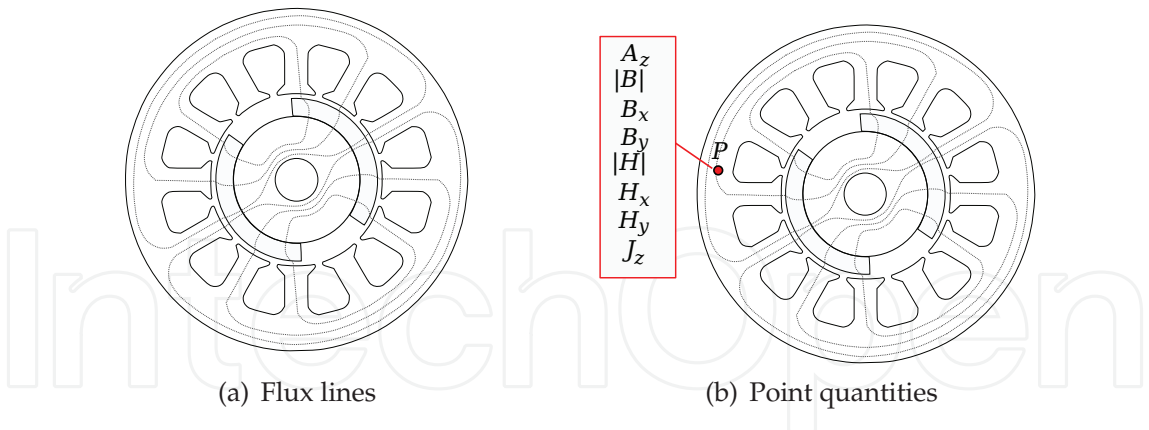 A_z
|B|
B_x
B_y
|H|
H_x
H_y
J_z
P
(a) Flux lines
(b) Point quantities
IntechOpen